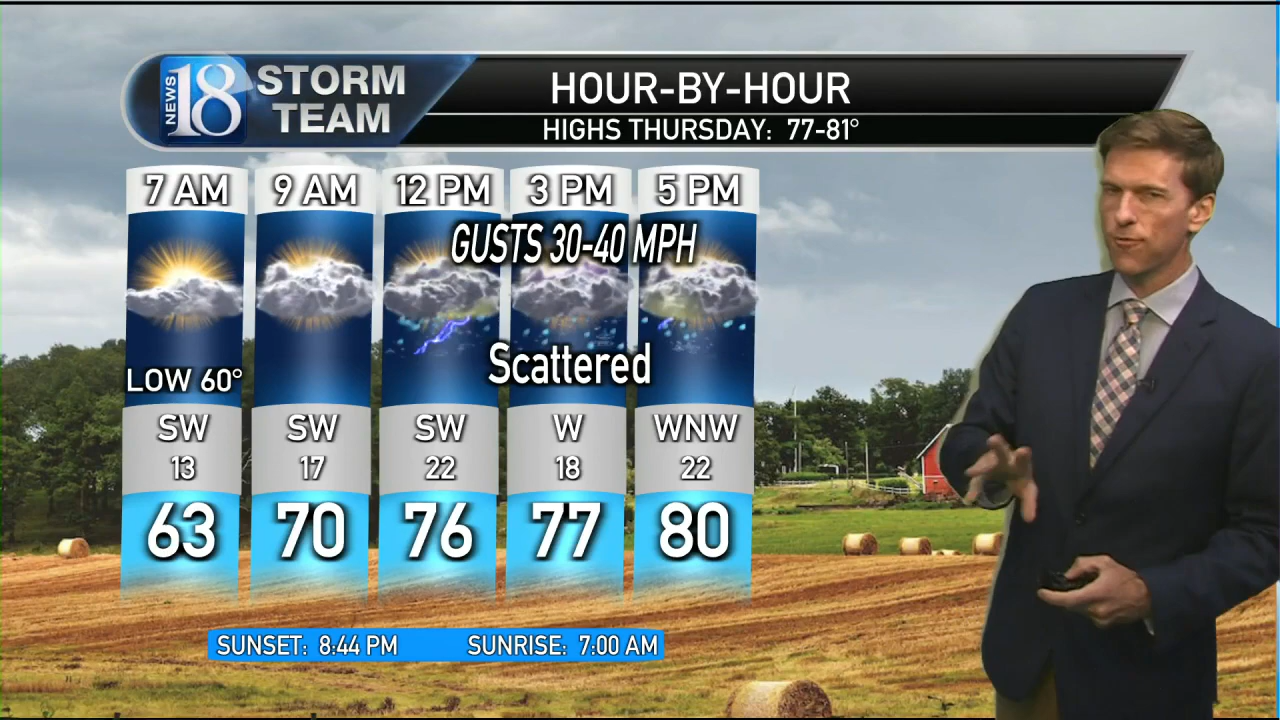 NEWS 18 STORM TEAM
HOUR-BY-HOUR
HIGHS THURSDAY: 77-81°
7 AM 9 AM 12 PM 3 PM 5 PM
GUSTS 30-40 MPH
Scattered
LOW 60°
SW SW SW W WNW
13 17 22 18 22
63 70 76 77 80
SUNSET: 8:44 PM SUNRISE: 7:00 AM